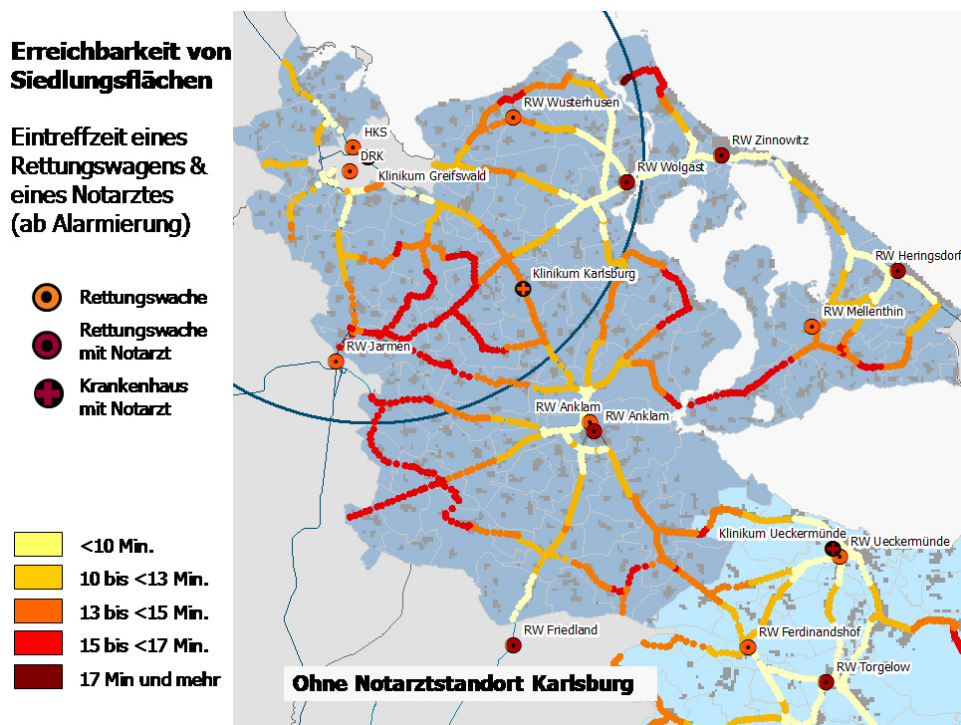 Erreichbarkeit von
Siedlungsflächen
Eintreffzeit eines
Rettungswagens &
eines Notarztes
(ab Alarmierung)
Rettungswache
Rettungswache
mit Notarzt
Krankenhaus
mit Notarzt
<10 Min.
10 bis <13 Min.
13 bis <15 Min.
15 bis <17 Min.
17 Min und mehr
RW Wusterhusen
HKS
DRK
Klinikum Greifswald
RW Zinnowitz
RW Wolgast
RW Heringsdorf
Klinikum Karlsburg
RW Mellenthin
RW Jarmen
RW Anklam
RW Anklam
Klinikum Ueckermünde
RW Ueckermünde
RW Friedland
RW Ferdinandshof
RW Torgelow
Ohne Notarztstandort Karlsburg